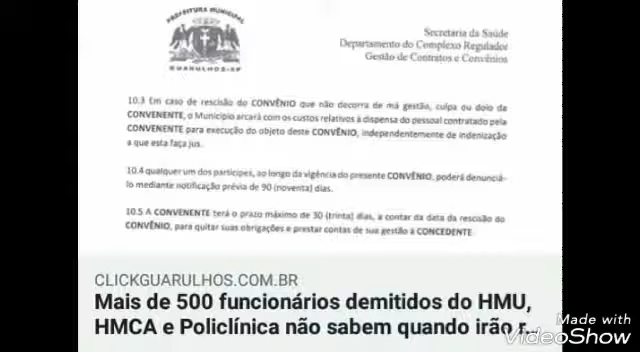 PREFEITURA MUNICIPAL
GUARULHOS-SP
Secretaria da Saúde
Departamento do Complexo Regulador
Gestão de Contratos e Convênios
10.3 Em caso de rescisão do CONVÊNIO que não decorra de má gestão, culpa ou dolo da
CONVENENTE, o Município arcará com os custos relativos à dispensa do pessoal contratado pela
CONVENENTE para execução do objeto deste CONVÊNIO, independentemente de indenização
a que esta faça jus.
10.4 qualquer um dos partícipes, ao longo da vigência do presente CONVÊNIO, poderá denunciá-
lo mediante notificação prévia de 90 (noventa) dias.
10.5 A CONVENENTE terá o prazo máximo de 30 (trinta) dias, a contar da data da rescisão do
CONVÊNIO, para quitar suas obrigações e prestar contas de sua gestão à CONCEDENTE.
CLICKGUARULHOS.COM.BR
Mais de 500 funcionários demitidos do HMU,
HMCA e Policlínica não sabem quando irão r...
Made with
VideoShow